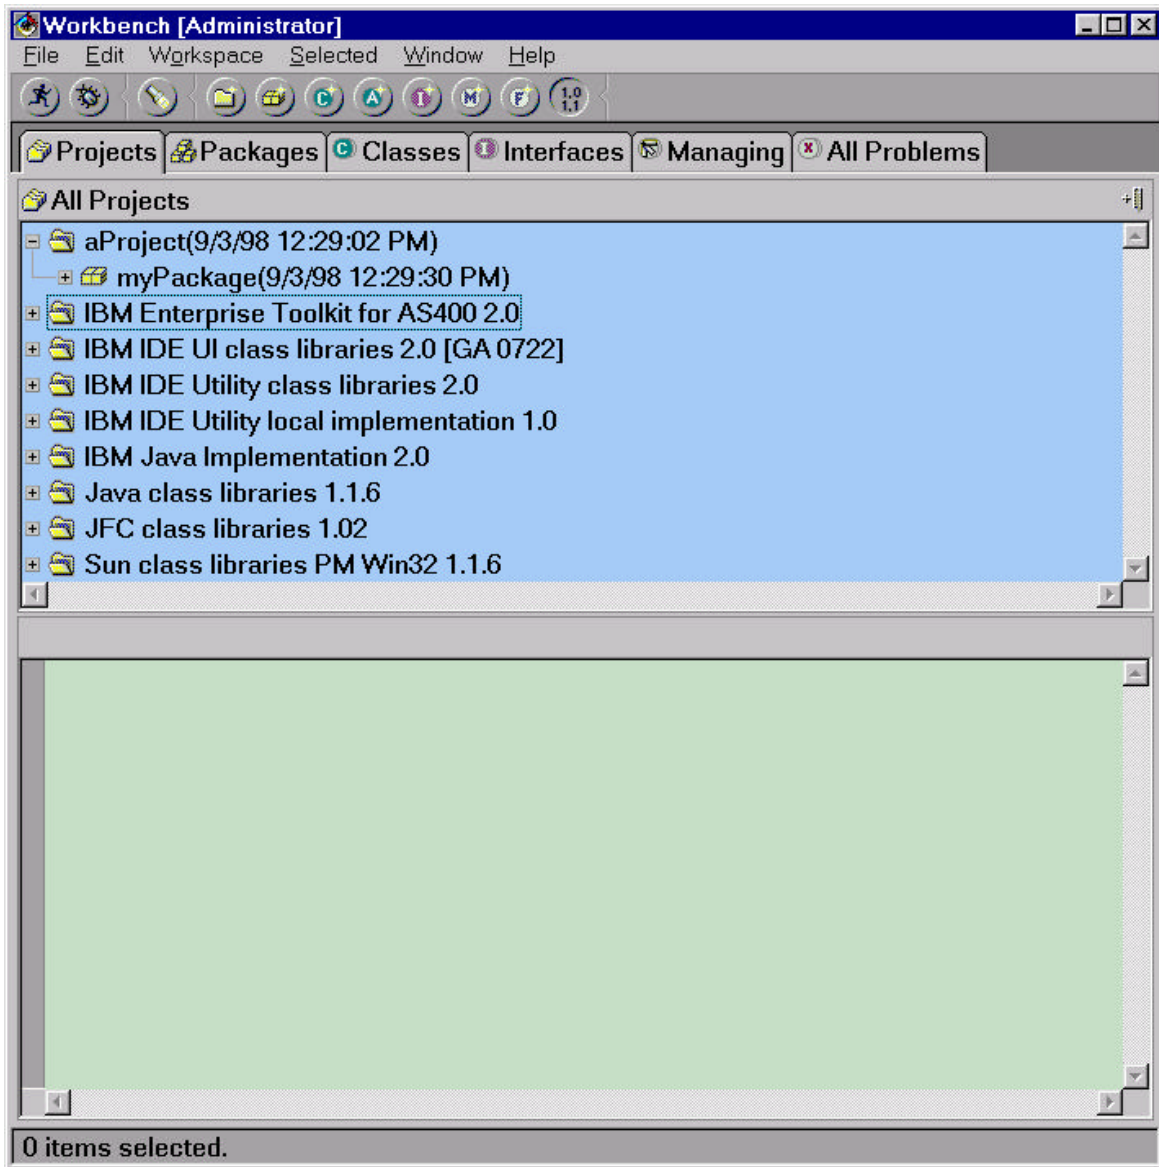 Workbench [Administrator]
File Edit Workspace Selected Window Help
C A I M F 1.0 1.1
Projects Packages C Classes I Interfaces Managing X All Problems
All Projects
aProject(9/3/98 12:29:02 PM)
myPackage(9/3/98 12:29:30 PM)
IBM Enterprise Toolkit for AS400 2.0
IBM IDE UI class libraries 2.0 [GA 0722]
IBM IDE Utility class libraries 2.0
IBM IDE Utility local implementation 1.0
IBM Java Implementation 2.0
Java class libraries 1.1.6
JFC class libraries 1.02
Sun class libraries PM Win32 1.1.6
0 items selected.